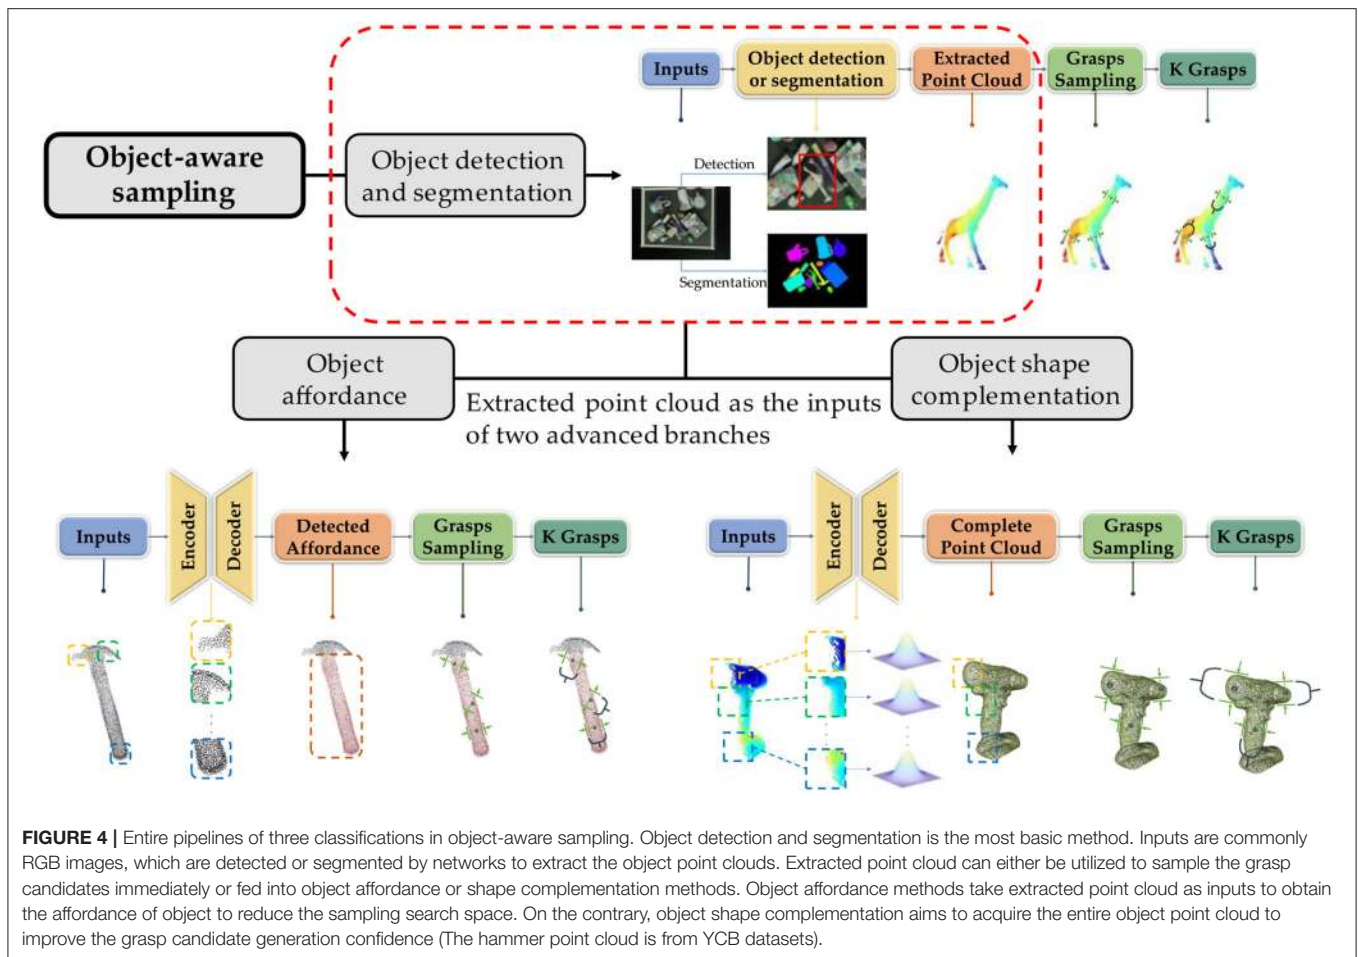 Inputs
Object detection
or segmentation
Extracted
Point Cloud
Grasps
Sampling
K Grasps
Object-aware
sampling
Object detection
and segmentation
Detection
Segmentation
Object
affordance
Object shape
complementation
Extracted point cloud as the inputs
of two advanced branches
Inputs
Encoder
Decoder
Detected
Affordance
Grasps
Sampling
K Grasps
Inputs
Encoder
Decoder
Complete
Point Cloud
Grasps
Sampling
K Grasps
FIGURE 4 | Entire pipelines of three classifications in object-aware sampling. Object detection and segmentation is the most basic method. Inputs are commonly
RGB images, which are detected or segmented by networks to extract the object point clouds. Extracted point cloud can either be utilized to sample the grasp
candidates immediately or fed into object affordance or shape complementation methods. Object affordance methods take extracted point cloud as inputs to obtain
the affordance of object to reduce the sampling search space. On the contrary, object shape complementation aims to acquire the entire object point cloud to
improve the grasp candidate generation confidence (The hammer point cloud is from YCB datasets).